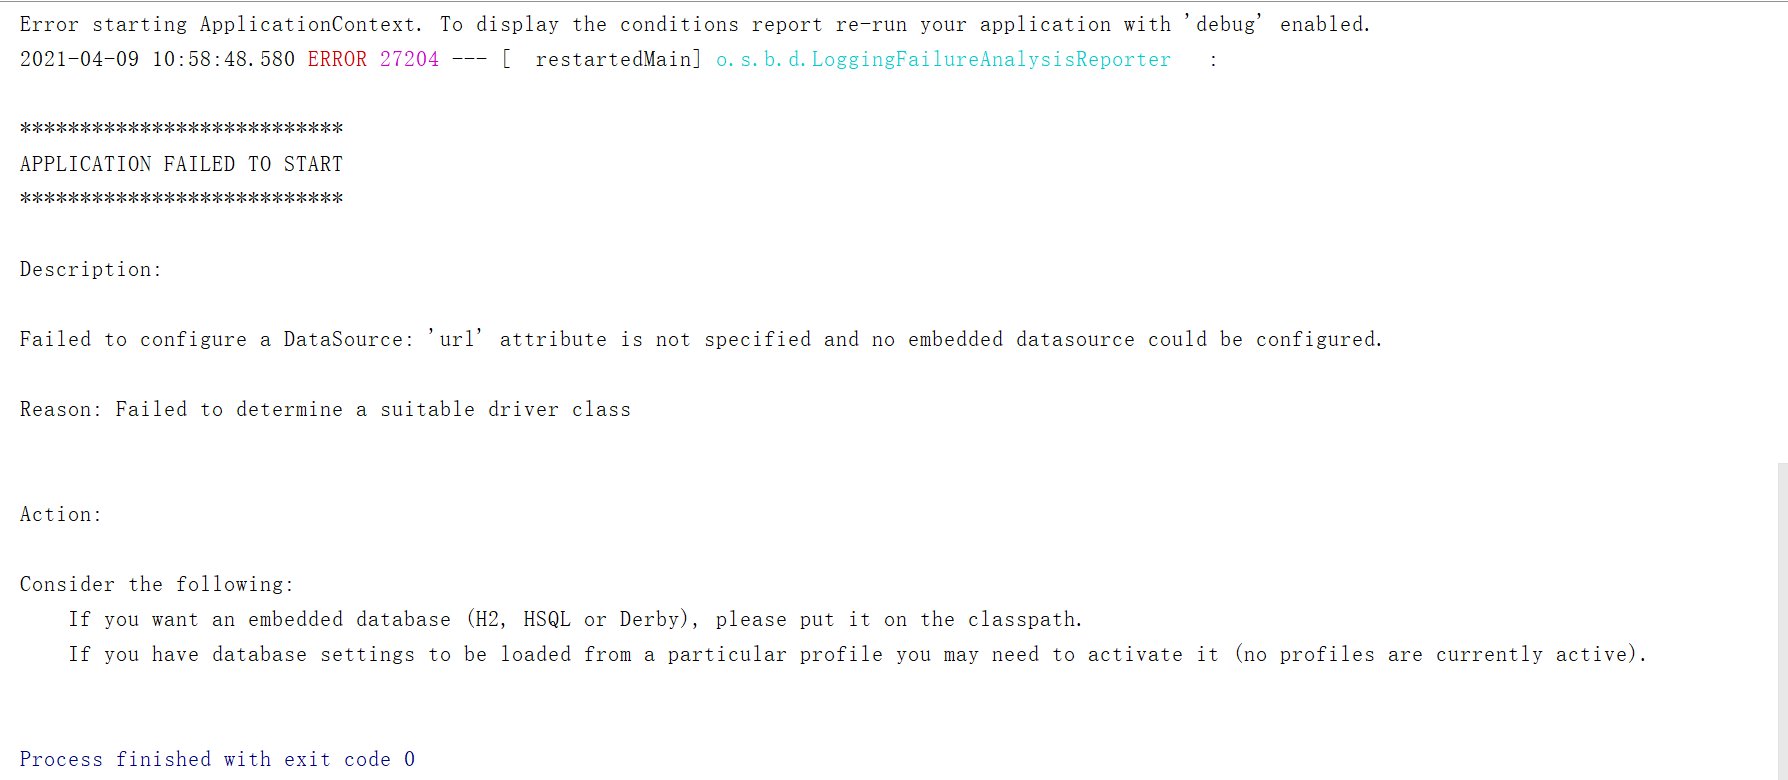 Error starting ApplicationContext. To display the conditions report re-run your application with 'debug' enabled.
2021-04-09 10:58:48.580 ERROR 27204 --- [  restartedMain] o.s.b.d.LoggingFailureAnalysisReporter   :
***************************
APPLICATION FAILED TO START
***************************
Description:
Failed to configure a DataSource: 'url' attribute is not specified and no embedded datasource could be configured.
Reason: Failed to determine a suitable driver class
Action:
Consider the following:
    If you want an embedded database (H2, HSQL or Derby), please put it on the classpath.
    If you have database settings to be loaded from a particular profile you may need to activate it (no profiles are currently active).
Process finished with exit code 0